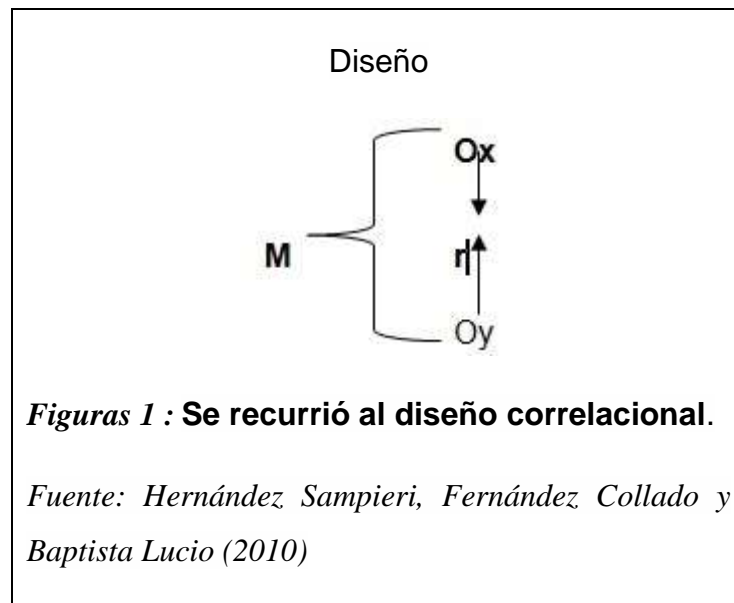 Diseño
Ox
M
r
Oy
Figuras 1 : Se recurrió al diseño correlacional.
Fuente: Hernández Sampieri, Fernández Collado y
Baptista Lucio (2010)